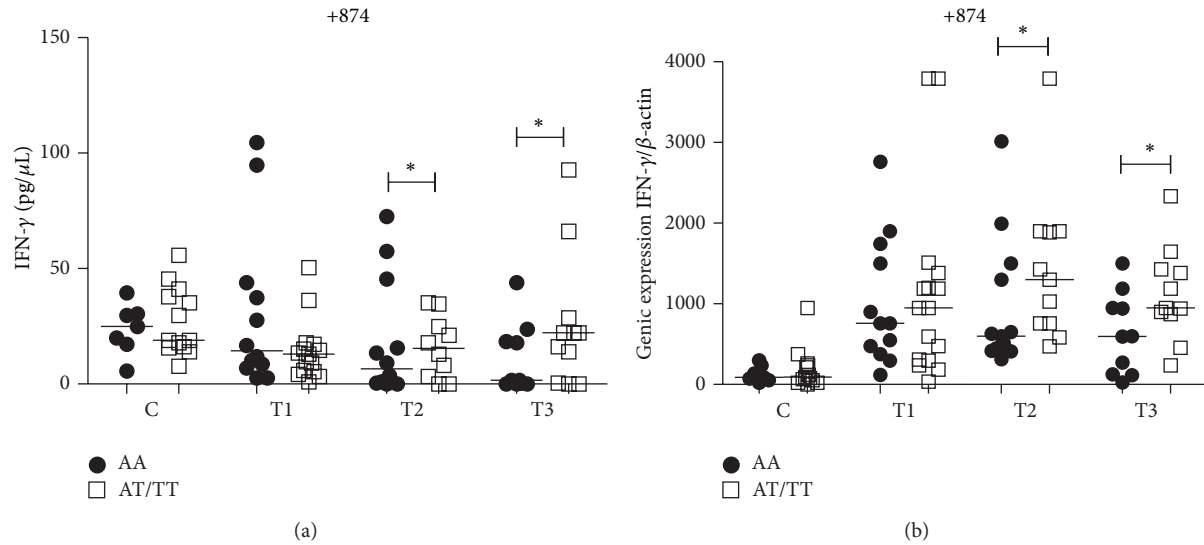 +874
150
100
50
0
IFN-γ (pg/μL)
*
*
C T1 T2 T3
AA
AT/TT
(a)
+874
4000
3000
2000
1000
0
Genic expression IFN-γ/β-actin
*
*
C T1 T2 T3
AA
AT/TT
(b)